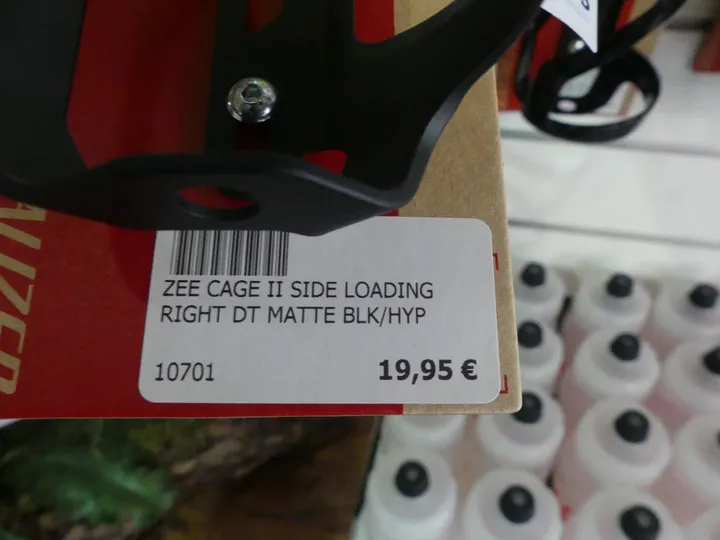 ZEE CAGE II SIDE LOADING
RIGHT DT MATTE BLK/HYP
10701 19,95 €